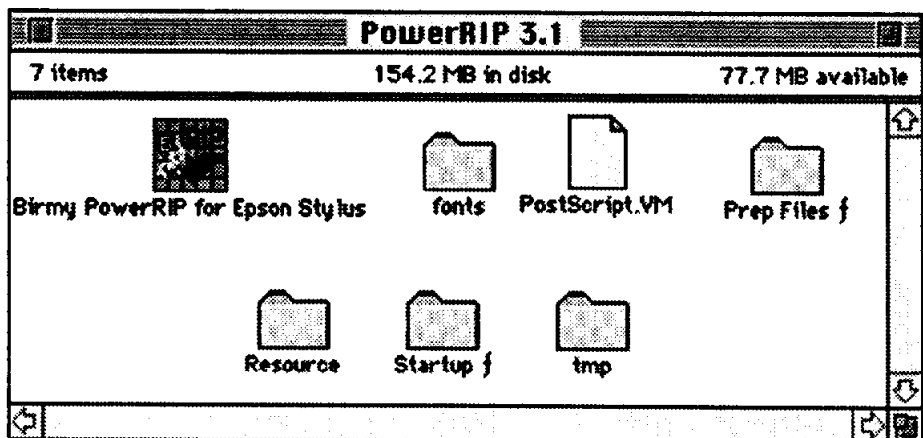 PowerRIP 3.1
7 items 154.2 MB in disk 77.7 MB available
Birmy PowerRIP for Epson Stylus fonts PostScript.VM Prep Files ƒ
Resource Startup ƒ tmp